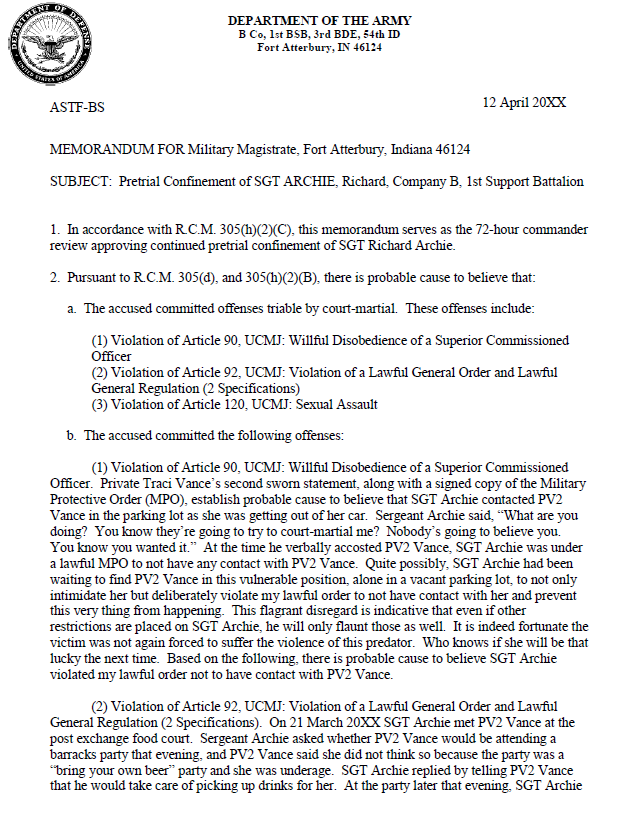 DEPARTMENT OF DEFENSE
UNITED STATES OF AMERICA
DEPARTMENT OF THE ARMY
B Co, 1st BSB, 3rd BDE, 54th ID
Fort Atterbury, IN 46124
ASTF-BS
12 April 20XX
MEMORANDUM FOR Military Magistrate, Fort Atterbury, Indiana 46124
SUBJECT:  Pretrial Confinement of SGT ARCHIE, Richard, Company B, 1st Support Battalion
1.  In accordance with R.C.M. 305(h)(2)(C), this memorandum serves as the 72-hour commander
review approving continued pretrial confinement of SGT Richard Archie.
2.  Pursuant to R.C.M. 305(d), and 305(h)(2)(B), there is probable cause to believe that:
a.  The accused committed offenses triable by court-martial.  These offenses include:
(1) Violation of Article 90, UCMJ: Willful Disobedience of a Superior Commissioned
Officer
(2) Violation of Article 92, UCMJ: Violation of a Lawful General Order and Lawful
General Regulation (2 Specifications)
(3) Violation of Article 120, UCMJ: Sexual Assault
b.  The accused committed the following offenses:
(1) Violation of Article 90, UCMJ: Willful Disobedience of a Superior Commissioned
Officer.  Private Traci Vance's second sworn statement, along with a signed copy of the Military
Protective Order (MPO), establish probable cause to believe that SGT Archie contacted PV2
Vance in the parking lot as she was getting out of her car.  Sergeant Archie said, "What are you
doing?  You know they're going to try to court-martial me?  Nobody's going to believe you.
You know you wanted it."  At the time he verbally accosted PV2 Vance, SGT Archie was under
a lawful MPO to not have any contact with PV2 Vance.  Quite possibly, SGT Archie had been
waiting to find PV2 Vance in this vulnerable position, alone in a vacant parking lot, to not only
intimidate her but deliberately violate my lawful order to not have contact with her and prevent
this very thing from happening.  This flagrant disregard is indicative that even if other
restrictions are placed on SGT Archie, he will only flaunt those as well.  It is indeed fortunate the
victim was not again forced to suffer the violence of this predator.  Who knows if she will be that
lucky the next time.  Based on the following, there is probable cause to believe SGT Archie
violated my lawful order not to have contact with PV2 Vance.
(2) Violation of Article 92, UCMJ: Violation of a Lawful General Order and Lawful
General Regulation (2 Specifications).  On 21 March 20XX SGT Archie met PV2 Vance at the
post exchange food court.  Sergeant Archie asked whether PV2 Vance would be attending a
barracks party that evening, and PV2 Vance said she did not think so because the party was a
"bring your own beer" party and she was underage.  SGT Archie replied by telling PV2 Vance
that he would take care of picking up drinks for her.  At the party later that evening, SGT Archie